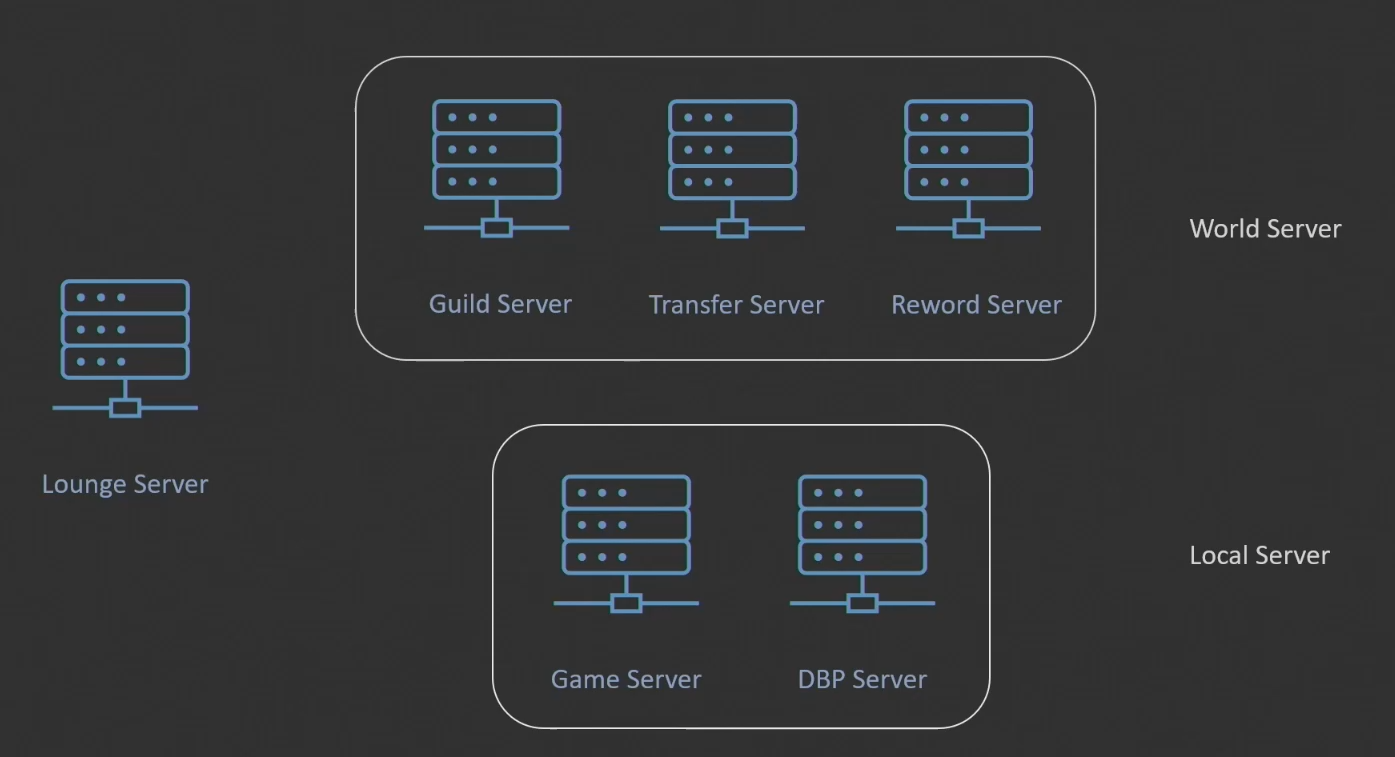 Guild Server
Transfer Server
Reword Server
World Server
Lounge Server
Game Server
DBP Server
Local Server